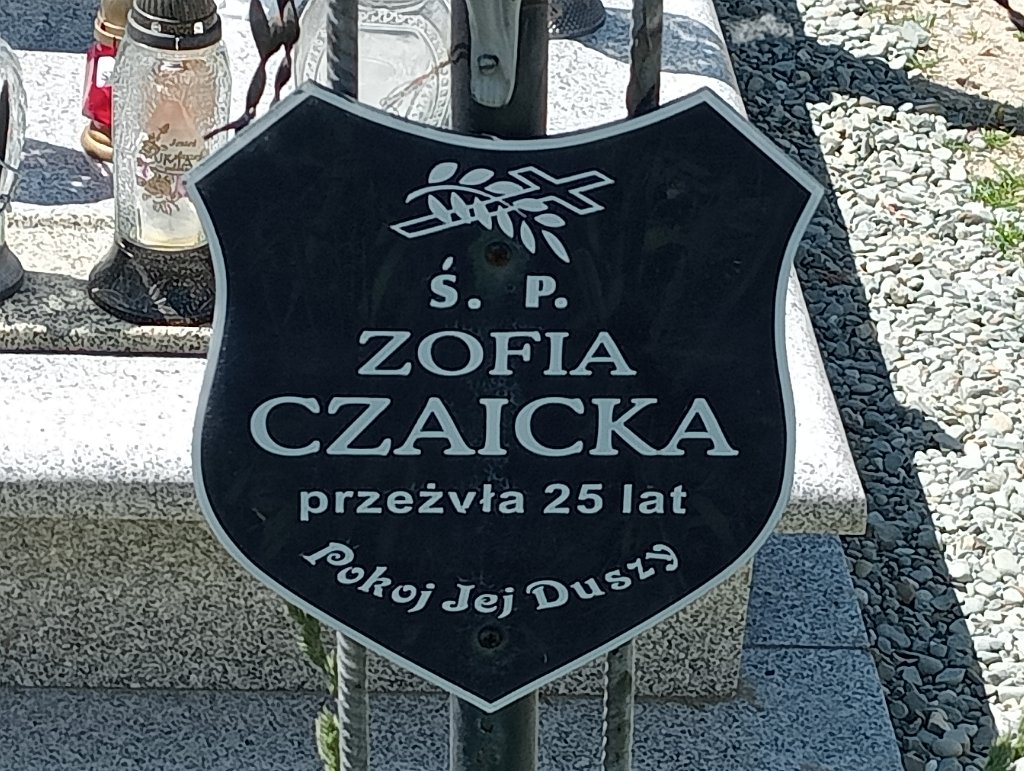 Ś. P.
ZOFIA
CZAICKA
przeżvła 25 lat
Pokoj Jej Duszy